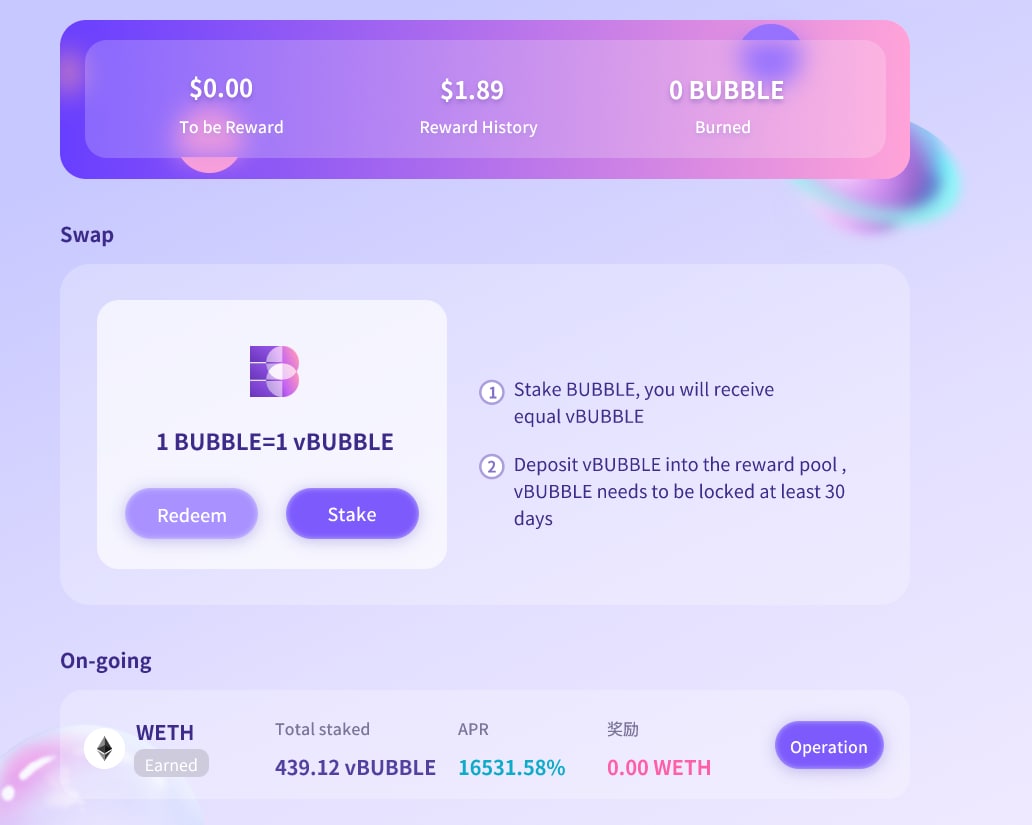 $0.00
$1.89
0 BUBBLE
To be Reward
Reward History
Burned
Swap
1 BUBBLE=1 vBUBBLE
Redeem
Stake
1 Stake BUBBLE, you will receive
equal vBUBBLE
2 Deposit vBUBBLE into the reward pool ,
vBUBBLE needs to be locked at least 30
days
On-going
WETH
Earned
Total staked
439.12 vBUBBLE
APR
16531.58%
奖励
0.00 WETH
Operation